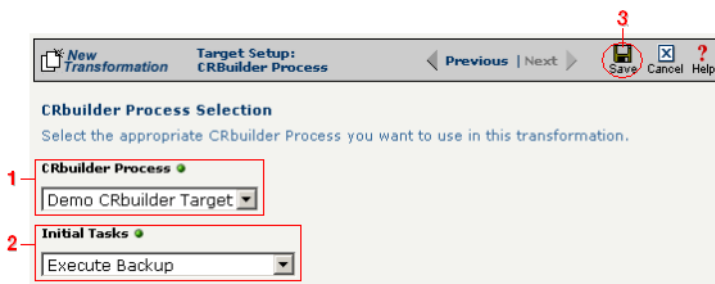 3
New Transformation
Target Setup: CRBuilder Process
Previous | Next
Save Cancel Help
CRbuilder Process Selection
Select the appropriate CRbuilder Process you want to use in this transformation.
1
CRbuilder Process
Demo CRbuilder Target
2
Initial Tasks
Execute Backup